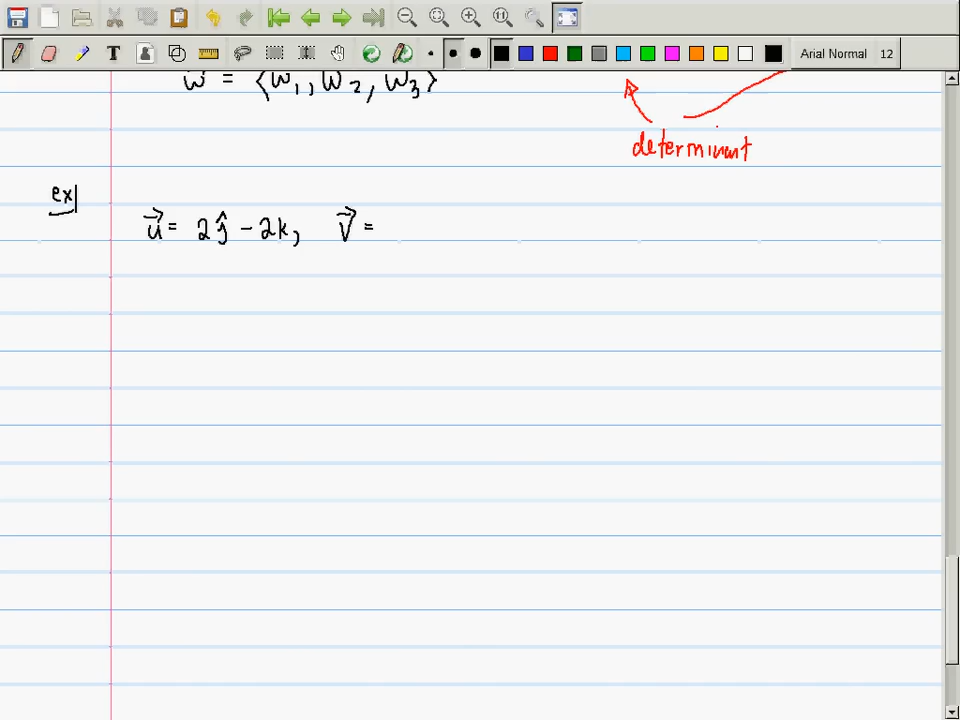 Arial Normal 12
w⃗ = ⟨w₁, w₂, w₃⟩
determinant
ex
u⃗ = 2ĵ - 2k, v⃗ =